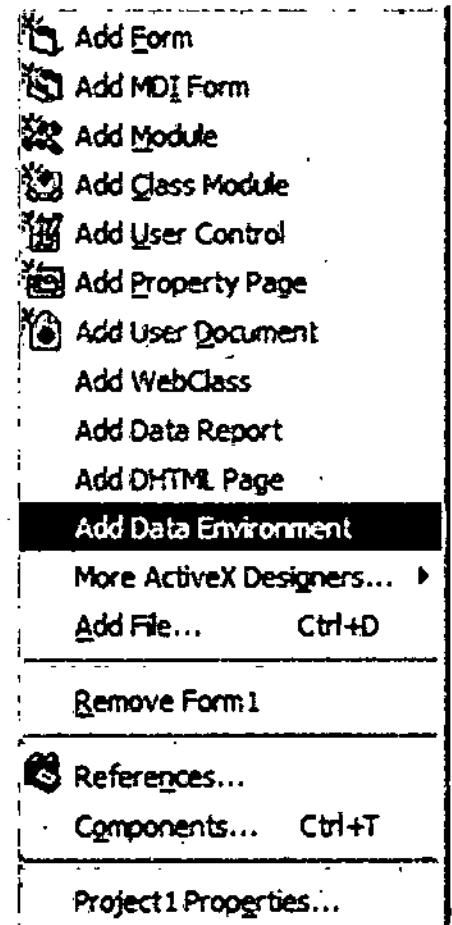 Add Form
Add MDI Form
Add Module
Add Class Module
Add User Control
Add Property Page
Add User Document
Add WebClass
Add Data Report
Add DHTML Page
Add Data Environment
More ActiveX Designers...
Add File... Ctrl+D
Remove Form1
References...
Components... Ctrl+T
Project1 Properties...